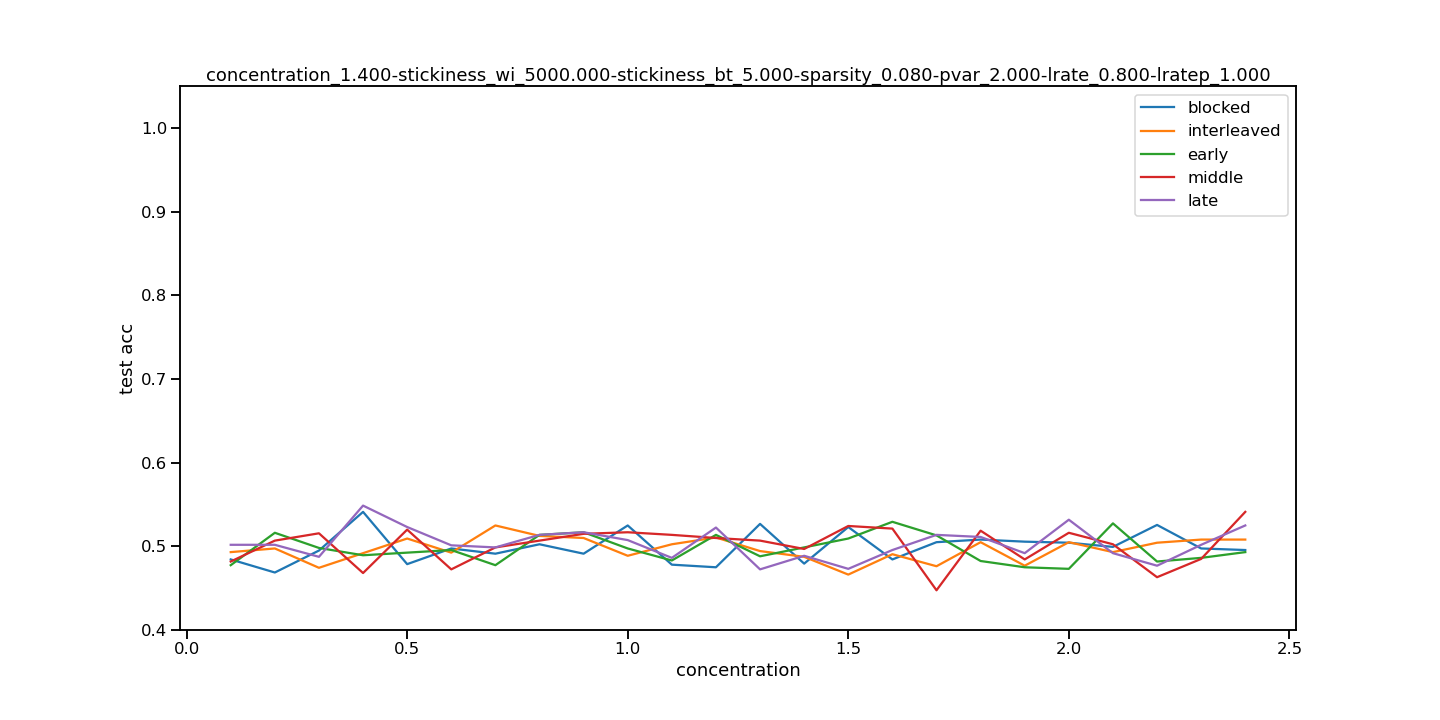 concentration_1.400-stickiness_wi_5000.000-stickiness_bt_5.000-sparsity_0.080-pvar_2.000-lrate_0.800-lratep_1.000
blocked
interleaved
early
middle
late
1.0
0.9
0.8
0.7
0.6
0.5
0.4
test acc
0.0 0.5 1.0 1.5 2.0 2.5
concentration